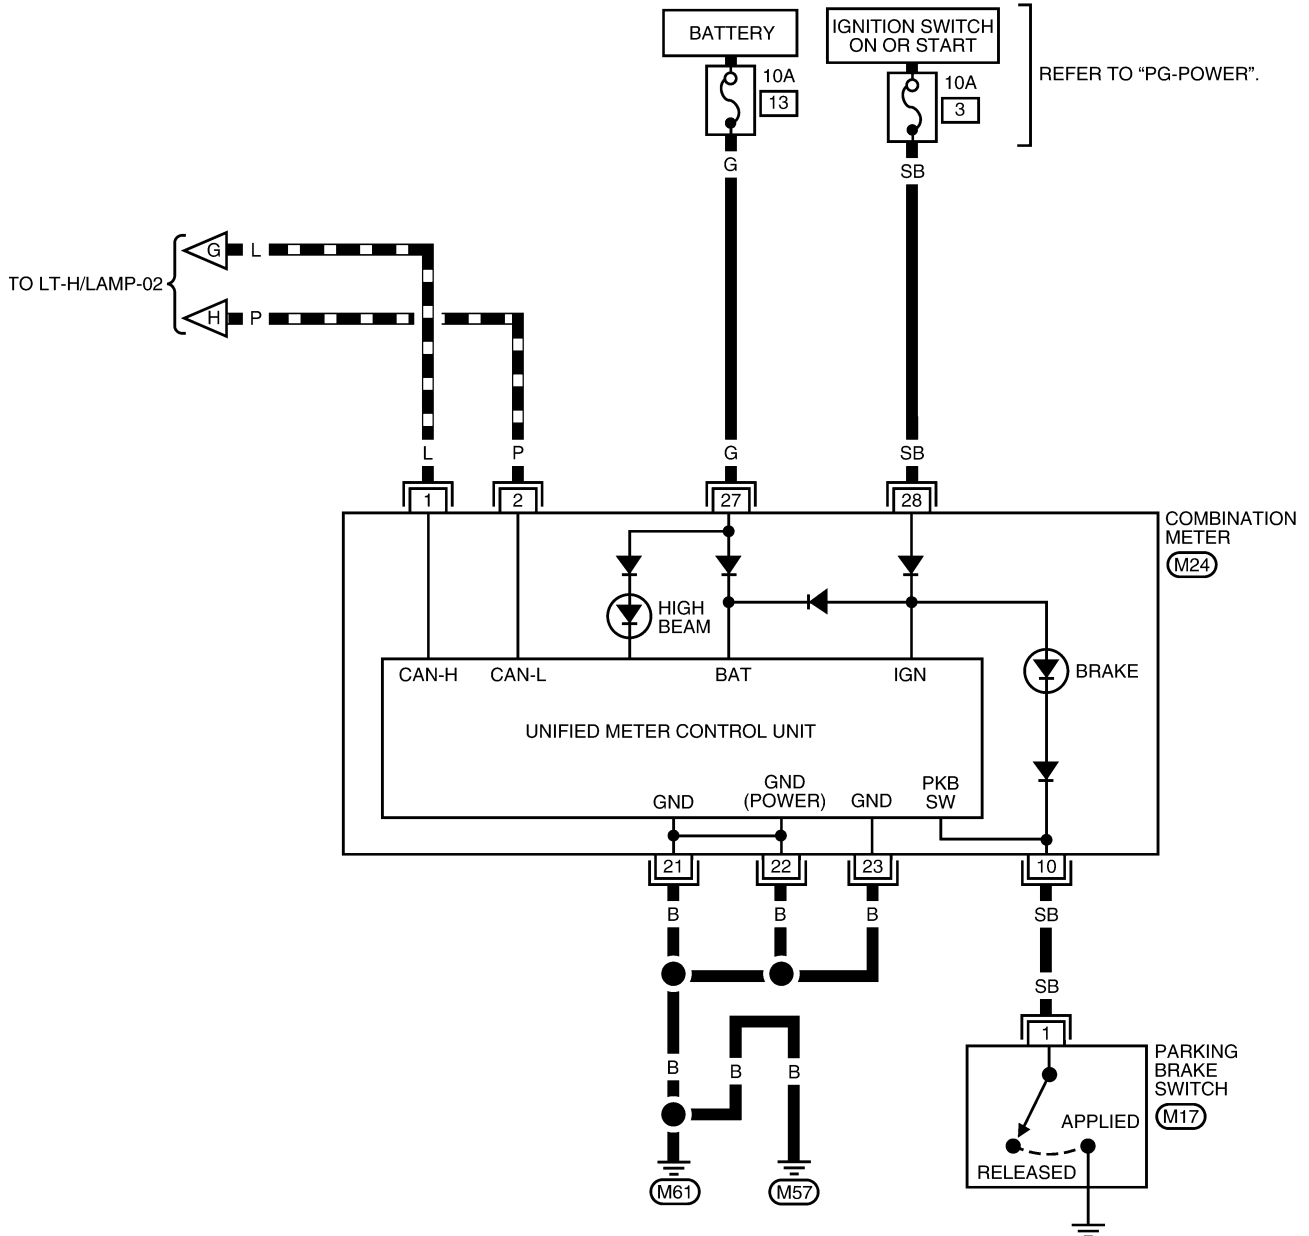 BATTERY
IGNITION SWITCH
ON OR START
REFER TO “PG-POWER”.
10A
13
10A
3
G
SB
TO LT-H/LAMP-02
G
L
H
P
L
P
G
SB
1
2
27
28
COMBINATION
METER
M24
HIGH
BEAM
CAN-H
CAN-L
BAT
IGN
BRAKE
UNIFIED METER CONTROL UNIT
GND
GND
(POWER)
GND
PKB
SW
21
22
23
10
B
B
B
SB
SB
1
B
B
B
PARKING
BRAKE
SWITCH
M17
APPLIED
RELEASED
M61
M57